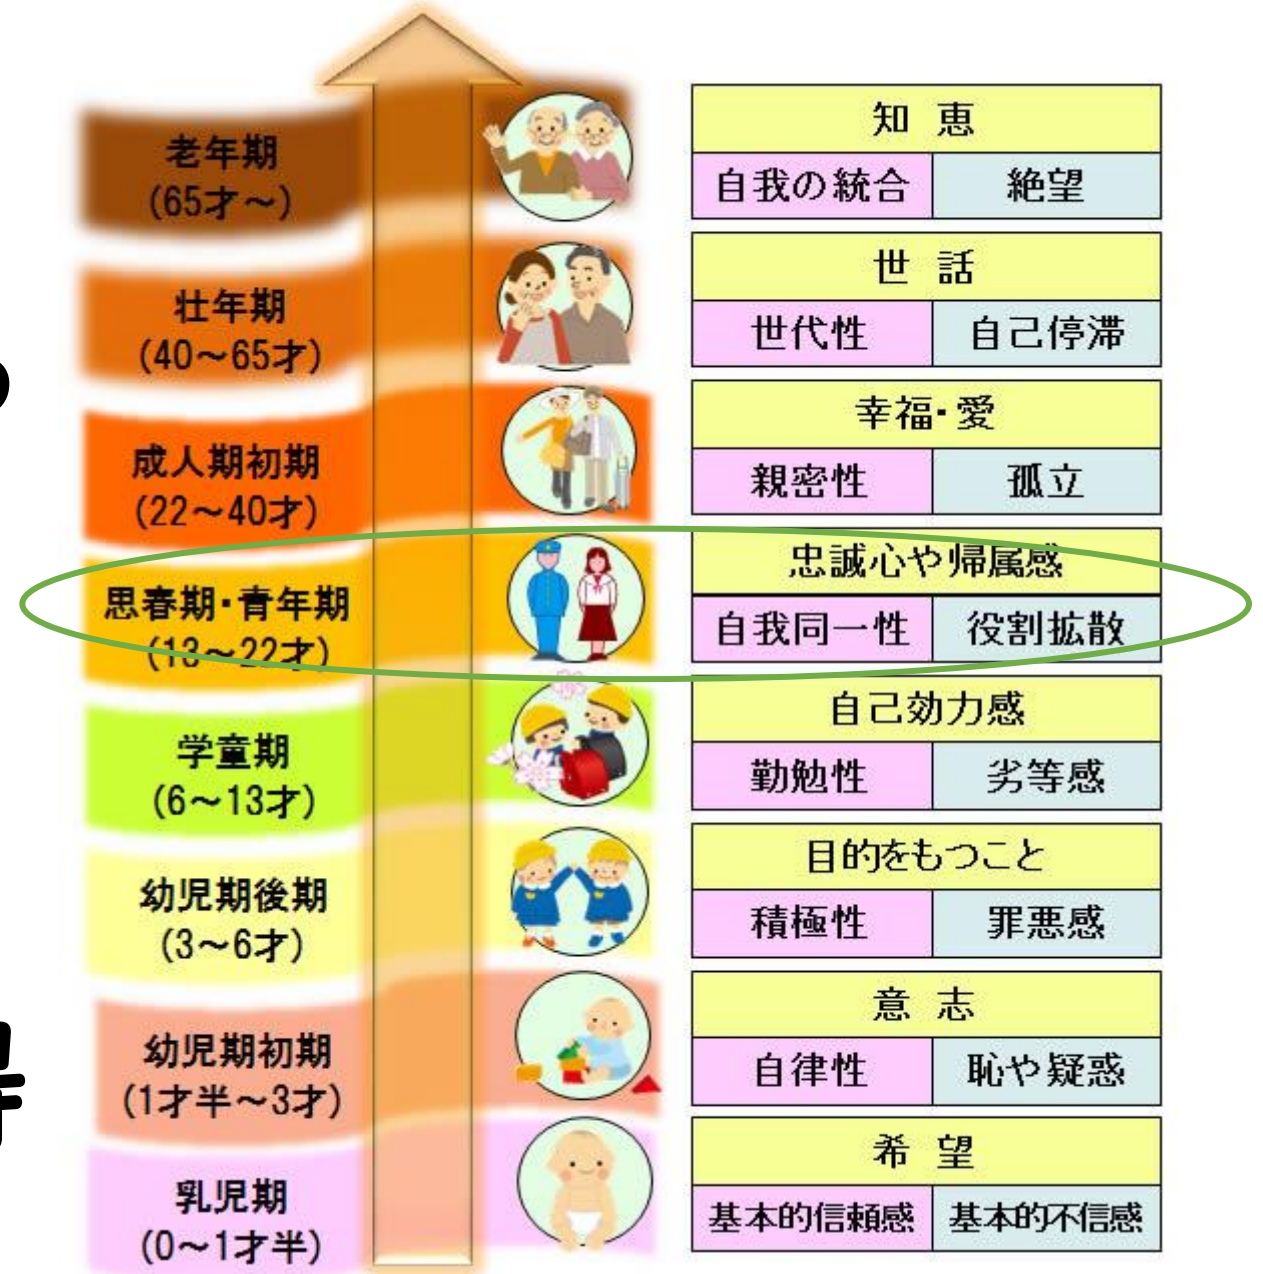 老年期
(65才～)
知 恵
自我の統合 絶望
壮年期
(40～65才)
世 話
世代性 自己停滞
成人期初期
(22～40才)
幸福・愛
親密性 孤立
思春期・青年期
(13～22才)
忠誠心や帰属感
自我同一性 役割拡散
学童期
(6～13才)
自己効力感
勤勉性 劣等感
幼児期後期
(3～6才)
目的をもつこと
積極性 罪悪感
幼児期初期
(1才半～3才)
意 志
自律性 恥や疑惑
乳児期
(0～1才半)
希 望
基本的信頼感 基本的不信感